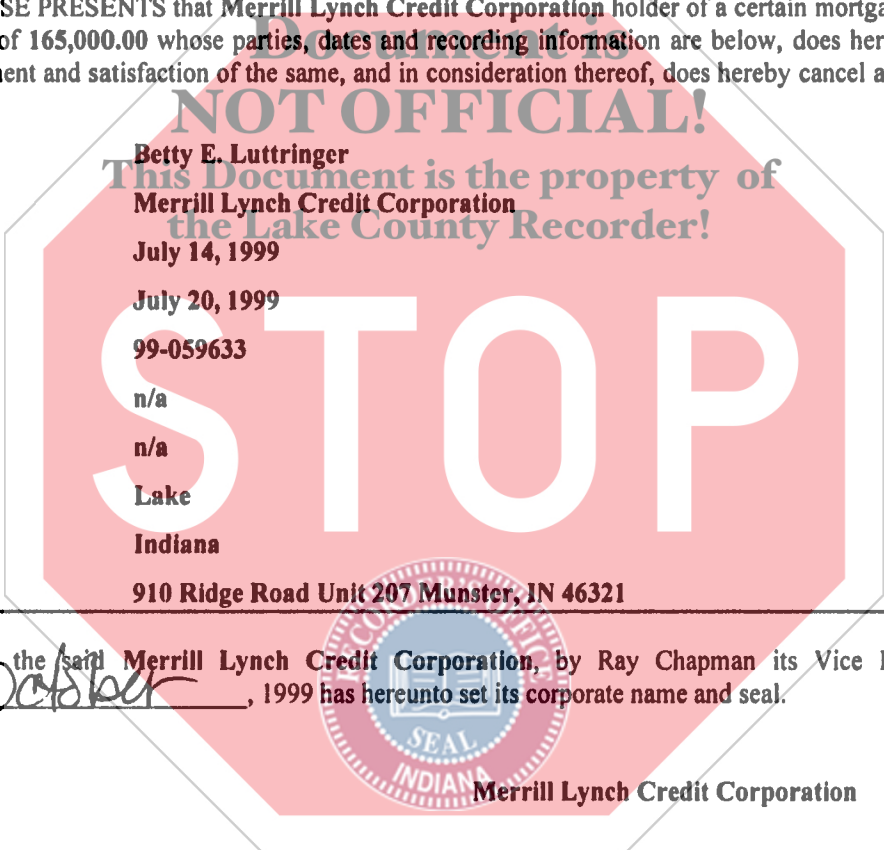 SE PRESENTS that Merrill Lynch Credit Corporation holder of a certain mortga
of 165,000.00 whose parties, dates and recording information are below, does her
ent and satisfaction of the same, and in consideration thereof, does hereby cancel a
Document is
NOT OFFICIAL!
This Document is the property of
the Lake County Recorder!
Betty E. Luttringer
Merrill Lynch Credit Corporation
July 14, 1999
July 20, 1999
99-059633
n/a
n/a
Lake
Indiana
910 Ridge Road Unit 207 Munster, IN 46321
STOP
the said Merrill Lynch Credit Corporation, by Ray Chapman its Vice
October, 1999 has hereunto set its corporate name and seal.
RECORDER'S OFFICE
SEAL
INDIANA
Merrill Lynch Credit Corporation